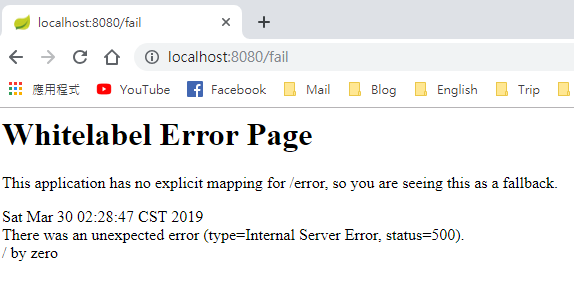 localhost:8080/fail
localhost:8080/fail
應用程式 YouTube Facebook Mail Blog English Trip
Whitelabel Error Page
This application has no explicit mapping for /error, so you are seeing this as a fallback.
Sat Mar 30 02:28:47 CST 2019
There was an unexpected error (type=Internal Server Error, status=500).
/ by zero